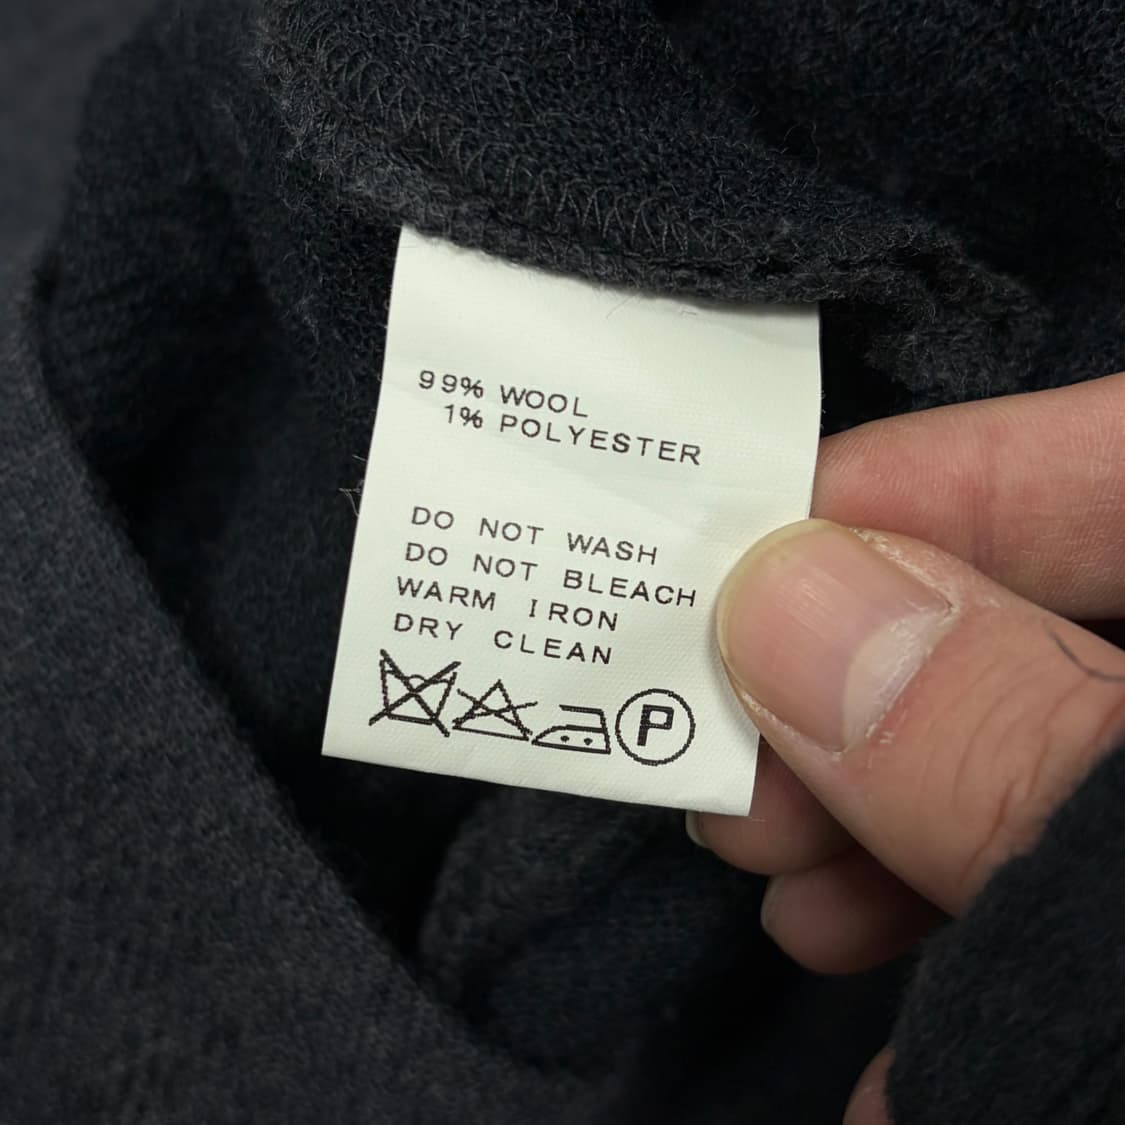 99% WOOL
1% POLYESTER
DO NOT WASH
DO NOT BLEACH
WARM IRON
DRY CLEAN
P